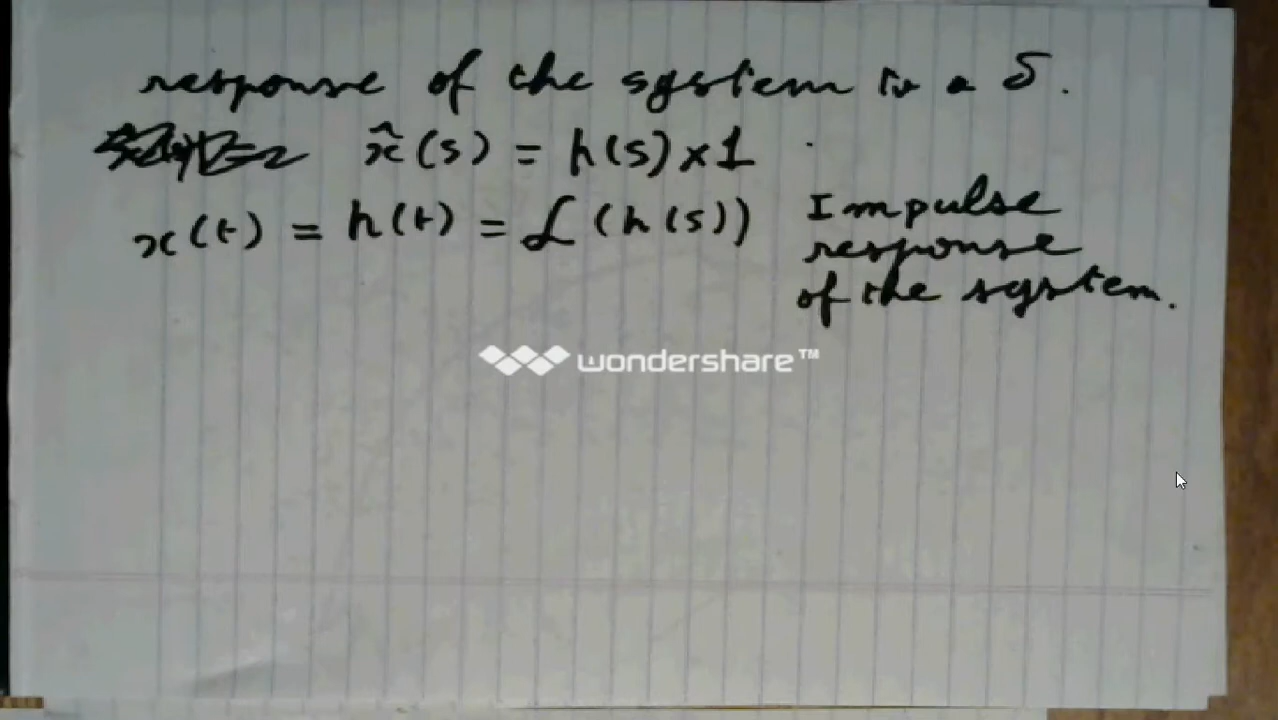 response of the system to a δ.
x̂(s) = h(s) × 1
x(t) = h(t) = ℒ(h(s))
Impulse
response
of the system.
wondershare™